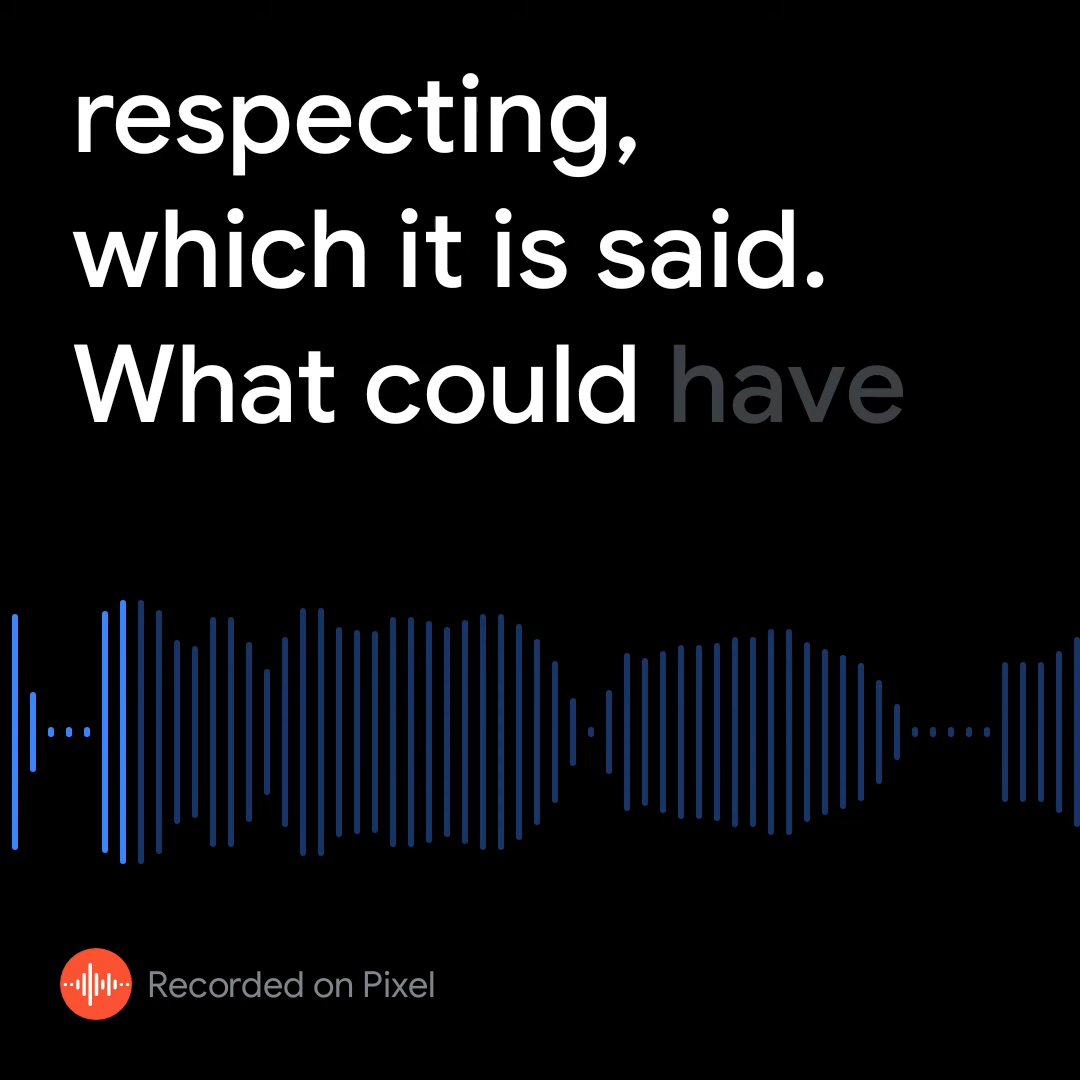 respecting,
which it is said.
What could have
Recorded on Pixel